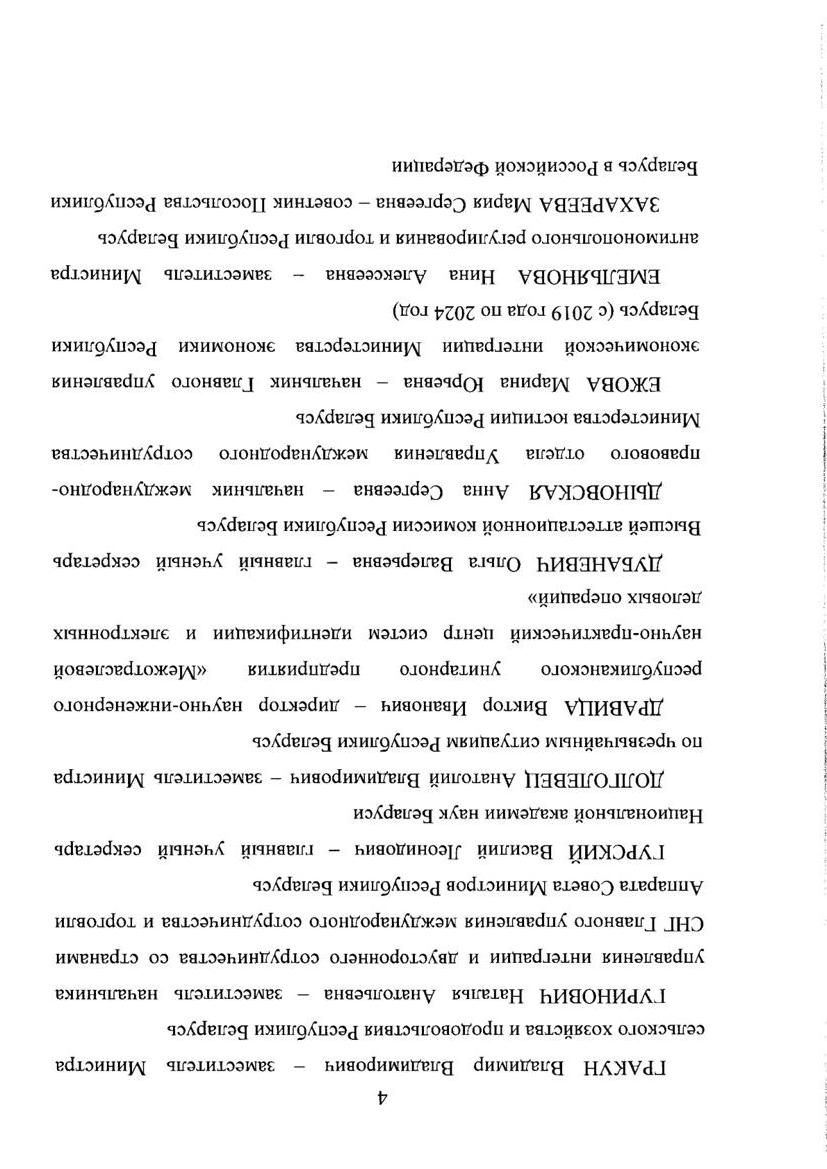 4
ГРАКУН Владимир Владимирович – заместитель Министра
сельского хозяйства и продовольствия Республики Беларусь
ГУРИНОВИЧ Наталья Анатольевна – заместитель начальника
управления интеграции и двустороннего сотрудничества со странами
СНГ Главного управления международного сотрудничества и торговли
Аппарата Совета Министров Республики Беларусь
ГУРСКИЙ Василий Леонидович – главный ученый секретарь
Национальной академии наук Беларуси
ДОЛГОЛЕВЕЦ Анатолий Владимирович – заместитель Министра
по чрезвычайным ситуациям Республики Беларусь
ДРАВИЦА Виктор Иванович – директор научно-инженерного
республиканского унитарного предприятия «Межотраслевой
научно-практический центр систем идентификации и электронных
деловых операций»
ДУБАНЕВИЧ Ольга Валерьевна – главный ученый секретарь
Высшей аттестационной комиссии Республики Беларусь
ДЫНОВСКАЯ Анна Сергеевна – начальник международно-
правового отдела Управления международного сотрудничества
Министерства юстиции Республики Беларусь
ЕЖОВА Марина Юрьевна – начальник Главного управления
экономической интеграции Министерства экономики Республики
Беларусь (с 2019 года по 2024 год)
ЕМЕЛЬЯНОВА Нина Алексеевна – заместитель Министра
антимонопольного регулирования и торговли Республики Беларусь
ЗАХАРЕЕВА Мария Сергеевна – советник Посольства Республики
Беларусь в Российской Федерации